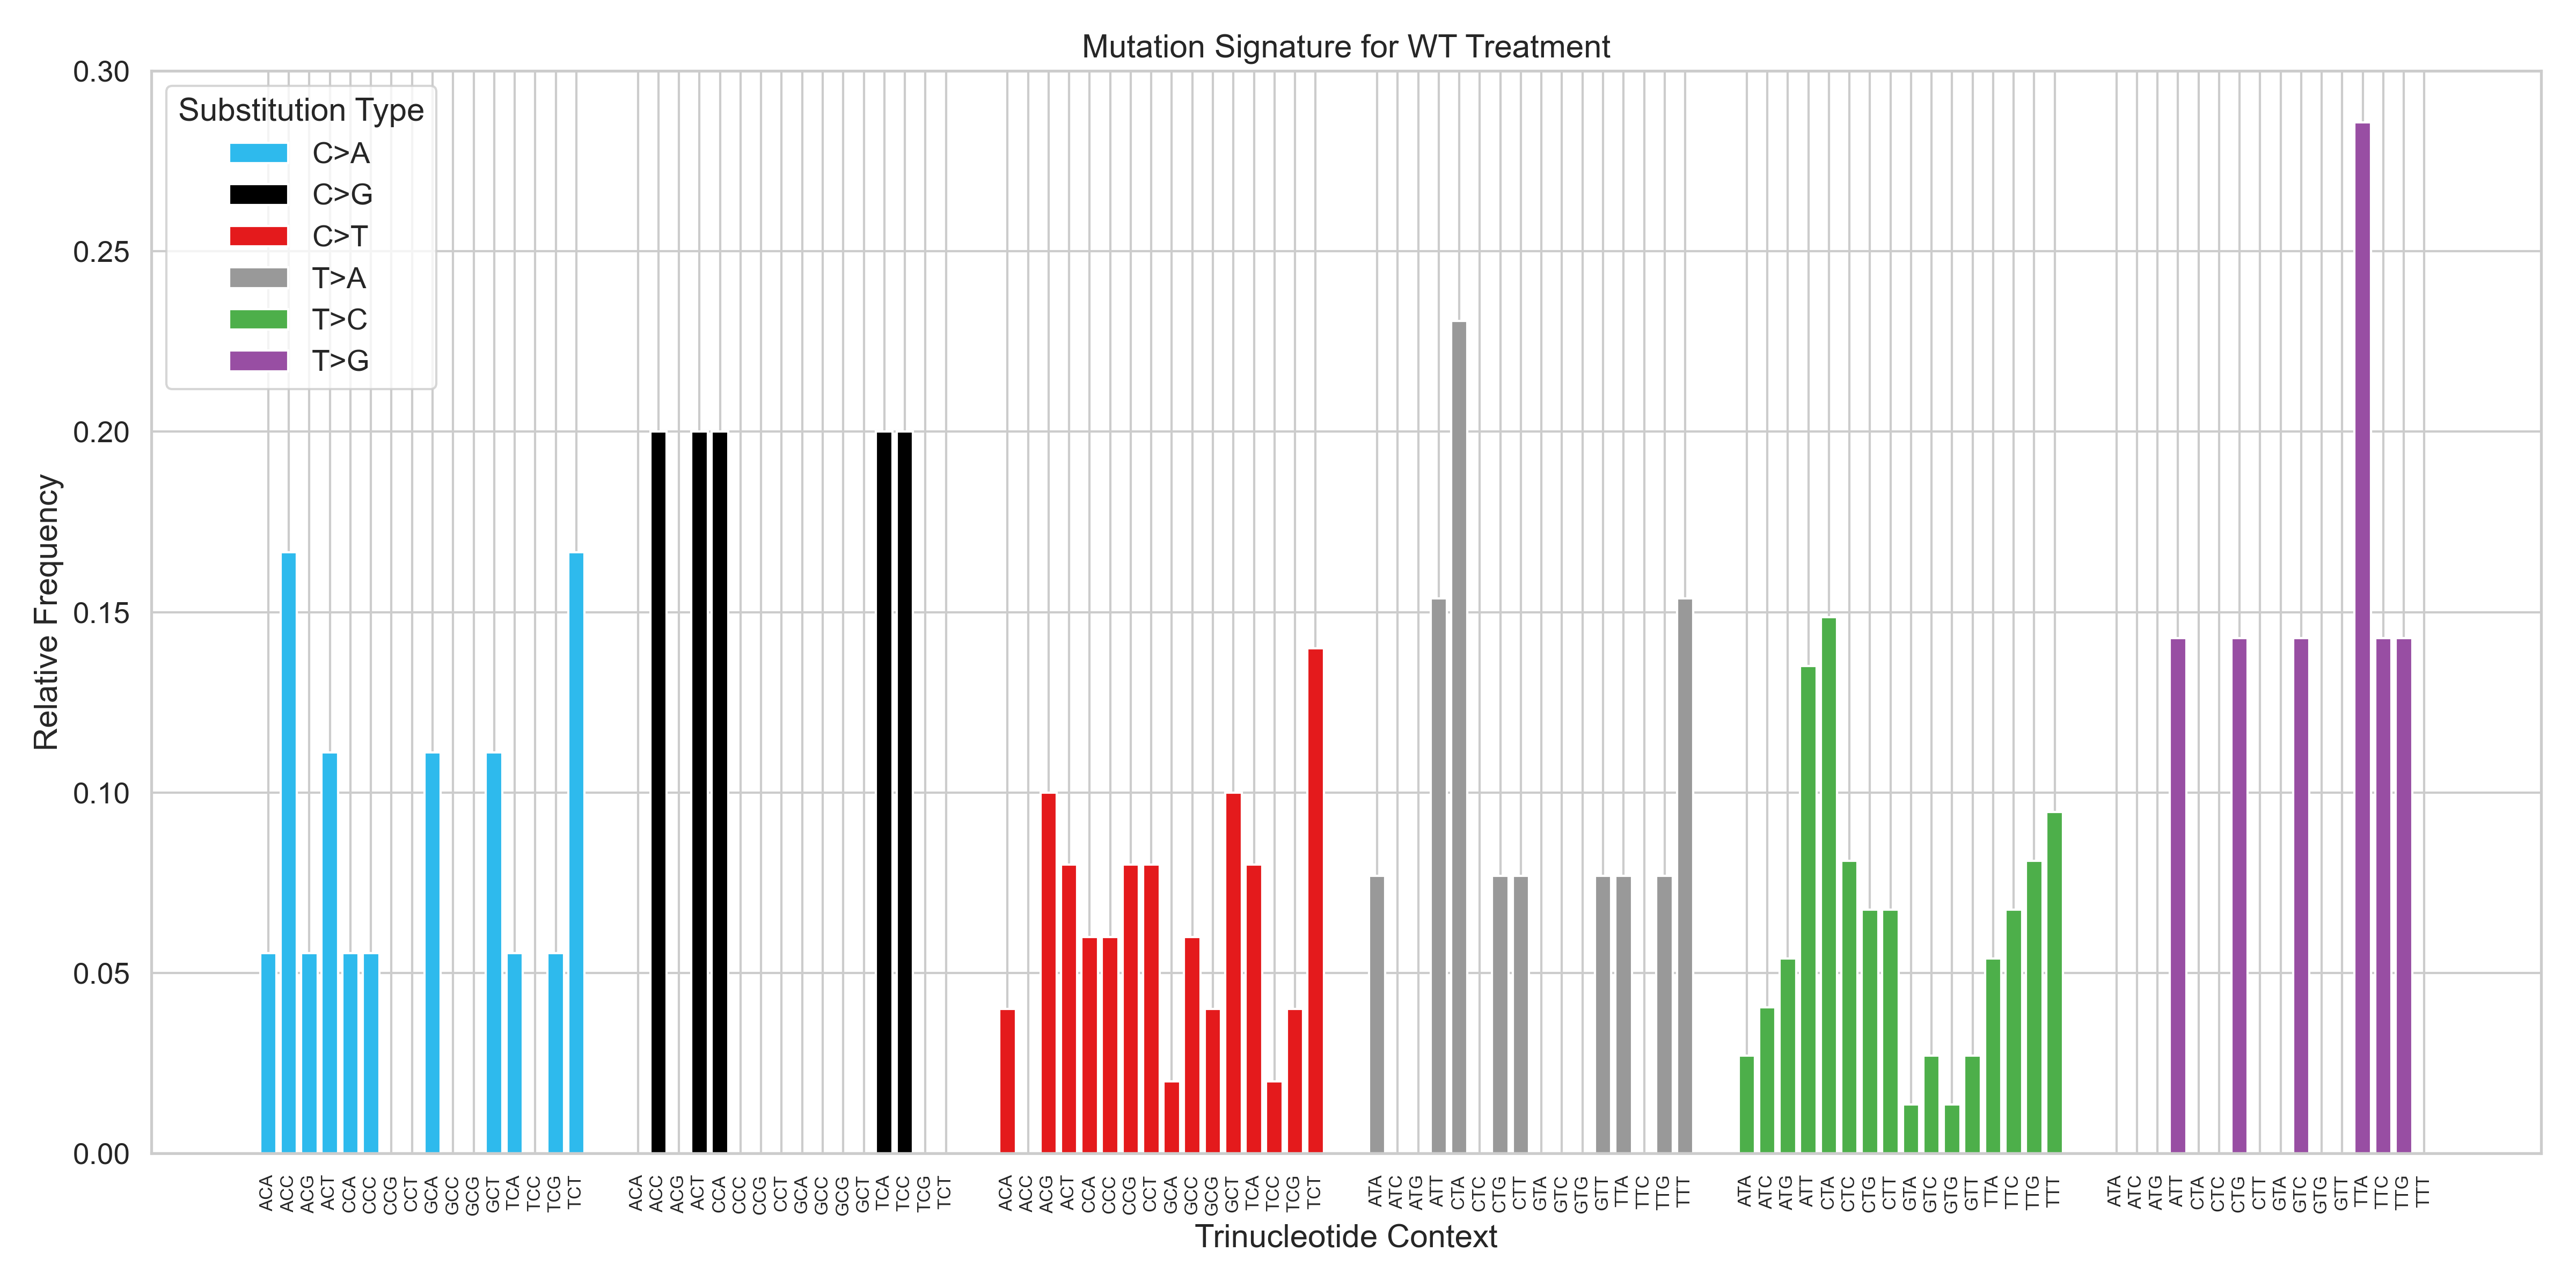 Mutation Signature for WT Treatment
Substitution Type
C>A
C>G
C>T
T>A
T>C
T>G
Relative Frequency
0.30
0.25
0.20
0.15
0.10
0.05
0.00
ACA ACC ACG ACT CCA CCC CCG CCT GCA GCC GCG GCT TCA TCC TCG TCT ACA ACC ACG ACT CCA CCC CCG CCT GCA GCC GCG GCT TCA TCC TCG TCT ACA ACC ACG ACT CCA CCC CCG CCT GCA GCC GCG GCT TCA TCC TCG TCT ATA ATC ATG ATT CTA CTC CTG CTT GTA GTC GTG GTT TTA TTC TTG TTT ATA ATC ATG ATT CTA CTC CTG CTT GTA GTC GTG GTT TTA TTC TTG TTT ATA ATC ATG ATT CTA CTC CTG CTT GTA GTC GTG GTT TTA TTC TTG TTT
Trinucleotide Context